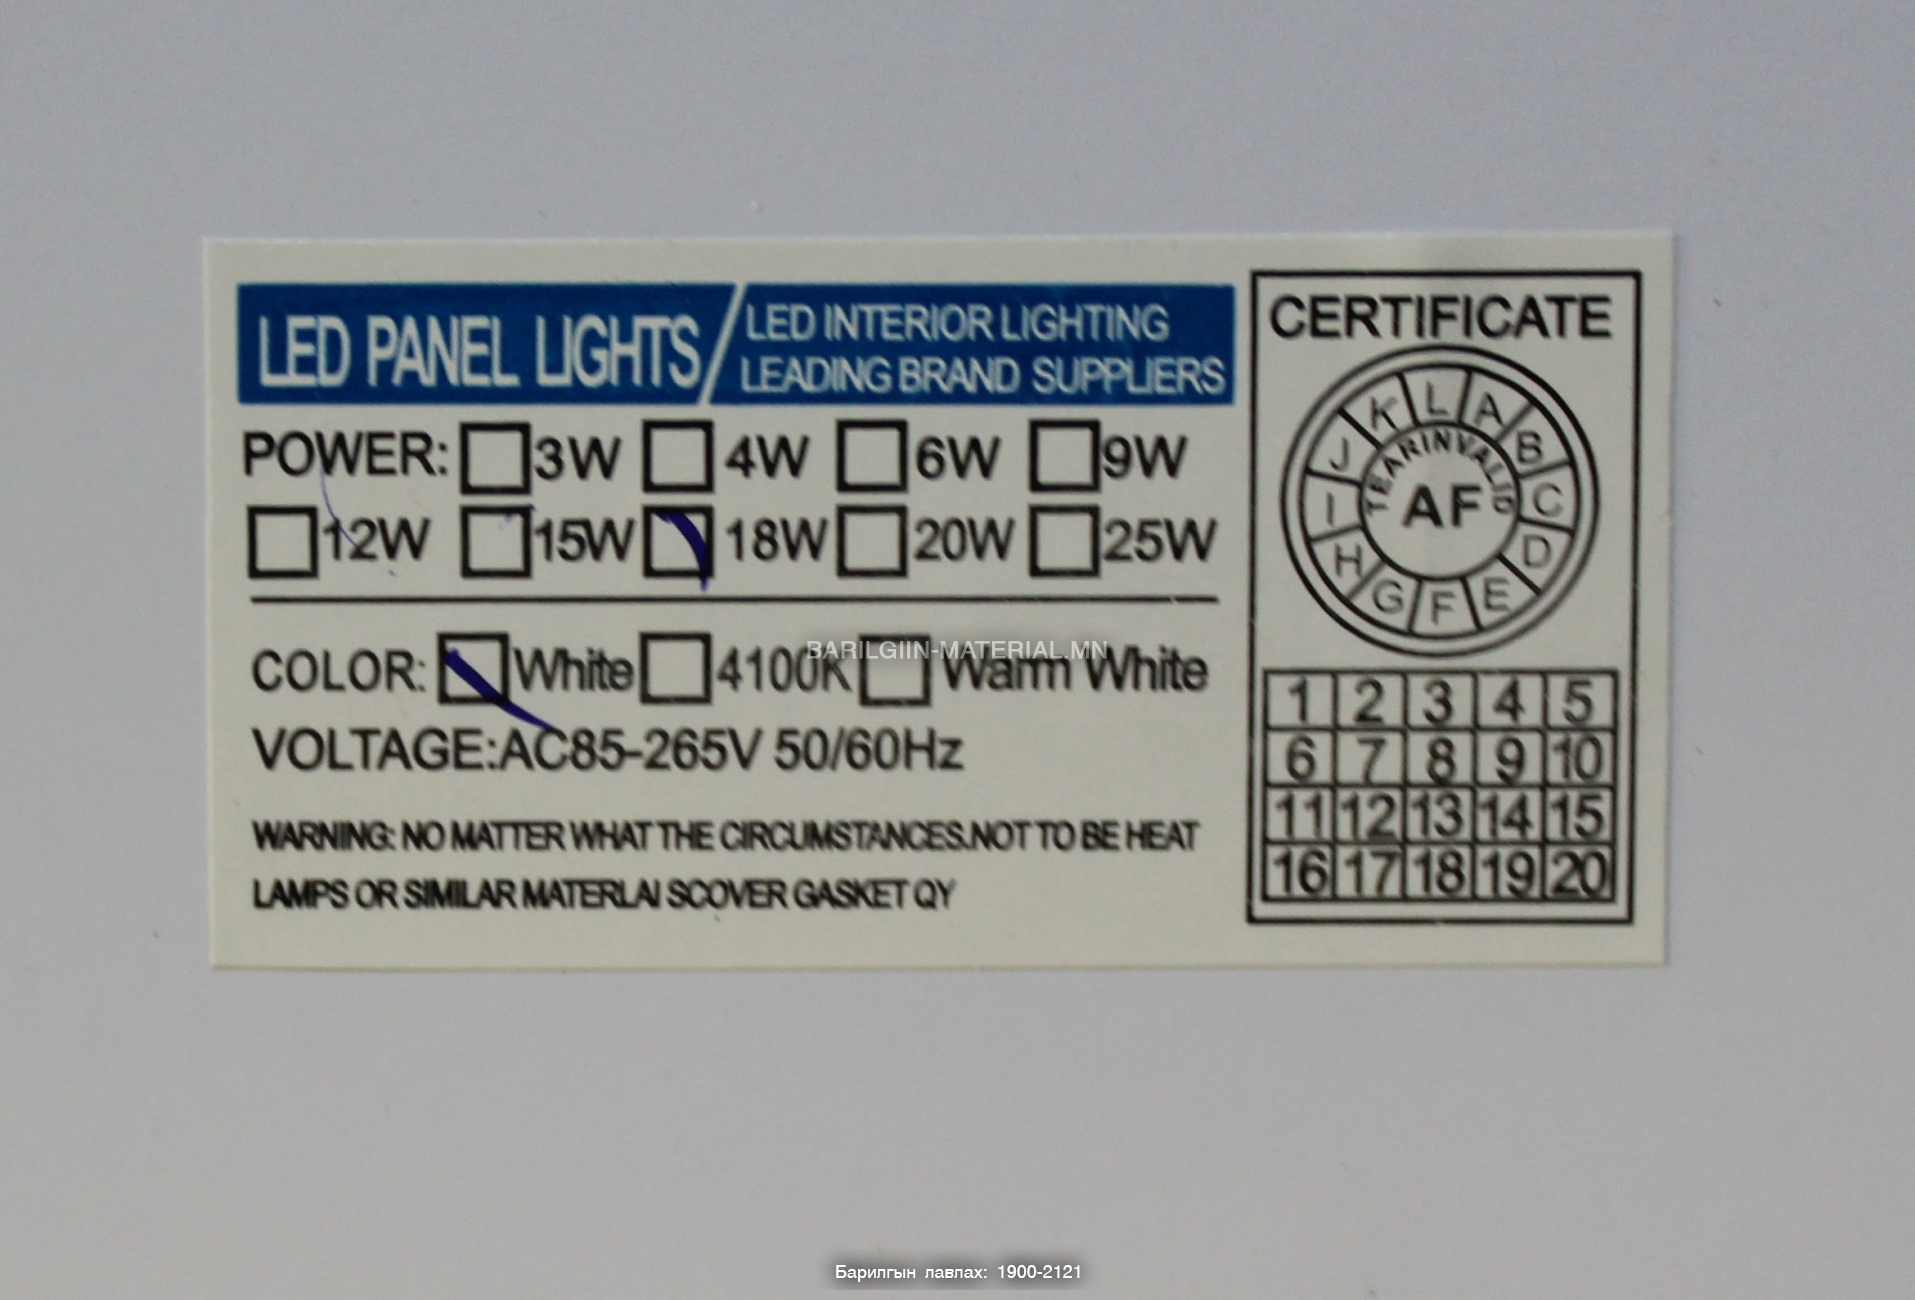 LED PANEL LIGHTS
LED INTERIOR LIGHTING
LEADING BRAND SUPPLIERS
POWER: 3W 4W 6W 9W
12W 15W 18W 20W 25W
COLOR: White 4100K Warm White
VOLTAGE:AC85-265V 50/60Hz
WARNING: NO MATTER WHAT THE CIRCUMSTANCES.NOT TO BE HEAT
LAMPS OR SIMILAR MATERLAI SCOVER GASKET QY
CERTIFICATE
L A B C D E F G H I J K
TEARINVALID
AF
1 2 3 4 5
6 7 8 9 10
11 12 13 14 15
16 17 18 19 20
BARILGIIN-MATERIAL.MN
Барилгын лавлах: 1900-2121